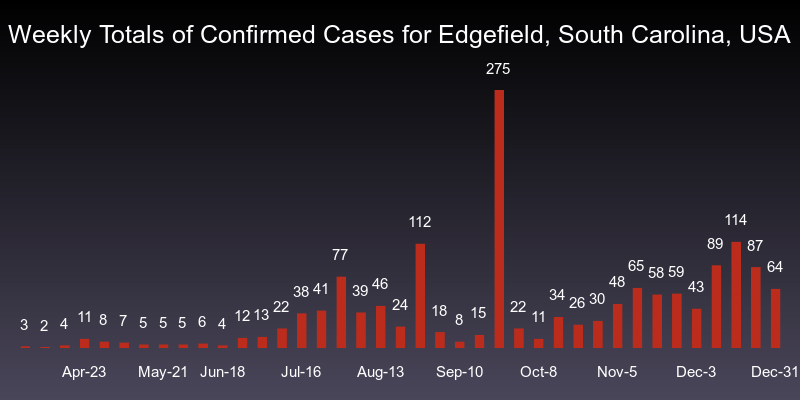 Weekly Totals of Confirmed Cases for Edgefield, South Carolina, USA
3 2 4 11 8 7 5 5 5 6 4 12 13 22 38 41 77 39 46 24 112 18 8 15 275 22 11 34 26 30 48 65 58 59 43 89 114 87 64
Apr-23 May-21 Jun-18 Jul-16 Aug-13 Sep-10 Oct-8 Nov-5 Dec-3 Dec-31